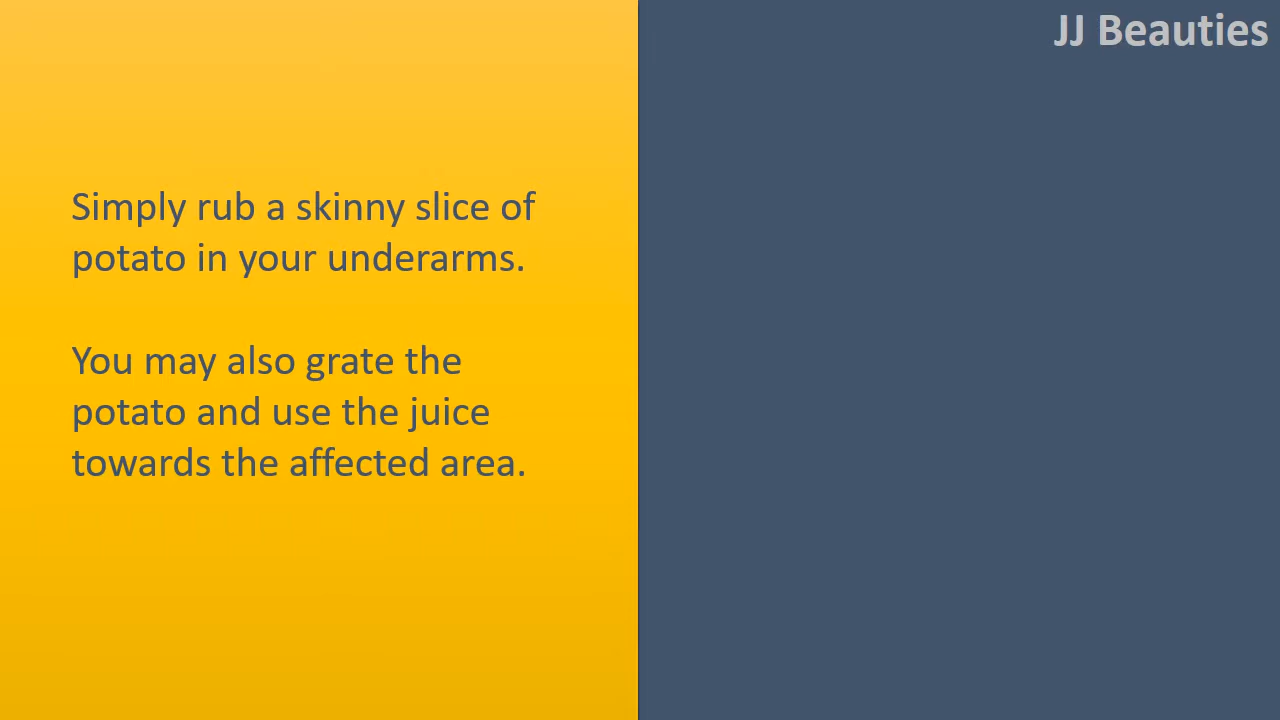 JJ Beauties
Simply rub a skinny slice of
potato in your underarms.
You may also grate the
potato and use the juice
towards the affected area.